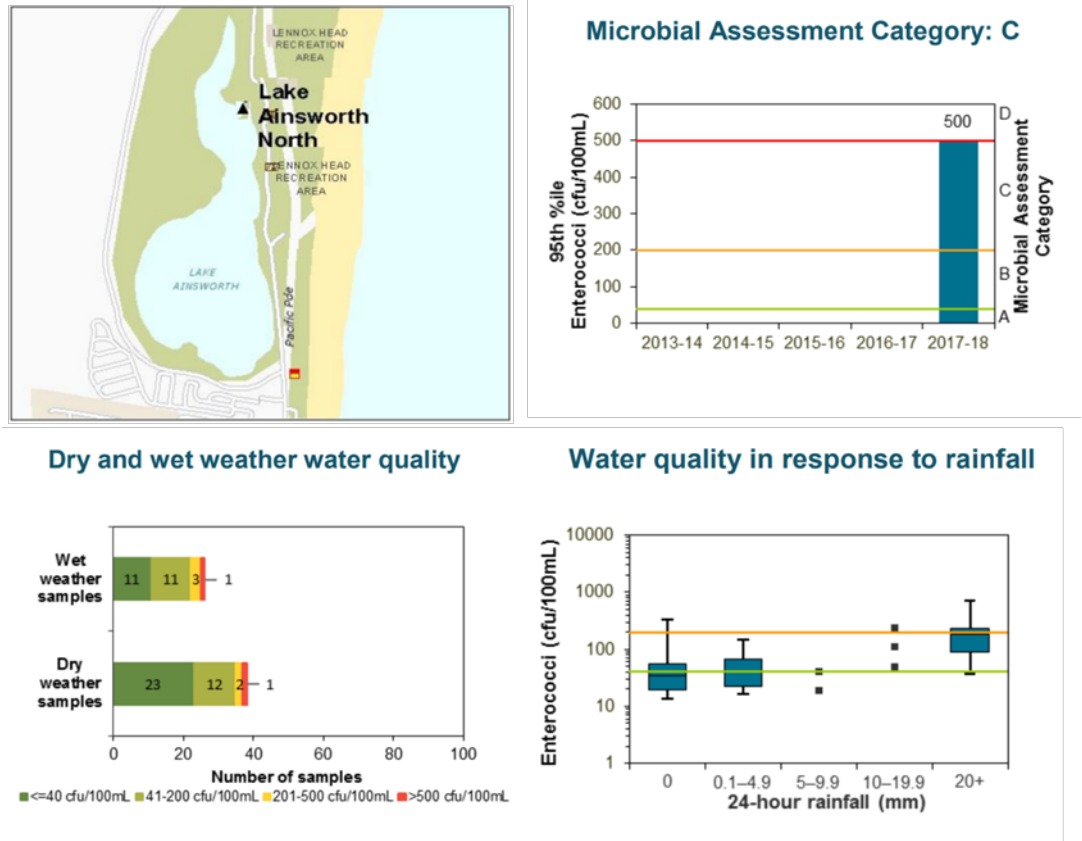 LENNOX HEAD
RECREATION
AREA
Lake
Ainsworth
North
LENNOX HEAD
RECREATION
AREA
LAKE
AINSWORTH
Pacific Pde
Microbial Assessment Category: C
95th %ile
Enterococci (cfu/100mL)
600
500
400
300
200
100
0
500
D
C
B
A
Microbial Assessment
Category
2013-14 2014-15 2015-16 2016-17 2017-18
Dry and wet weather water quality
Wet
weather
samples
11 11 3 1
Dry
weather
samples
23 12 2 1
0 20 40 60 80 100
Number of samples
<=40 cfu/100mL 41-200 cfu/100mL 201-500 cfu/100mL >500 cfu/100mL
Water quality in response to rainfall
Enterococci (cfu/100mL)
10000
1000
100
10
1
0 0.1–4.9 5–9.9 10–19.9 20+
24-hour rainfall (mm)